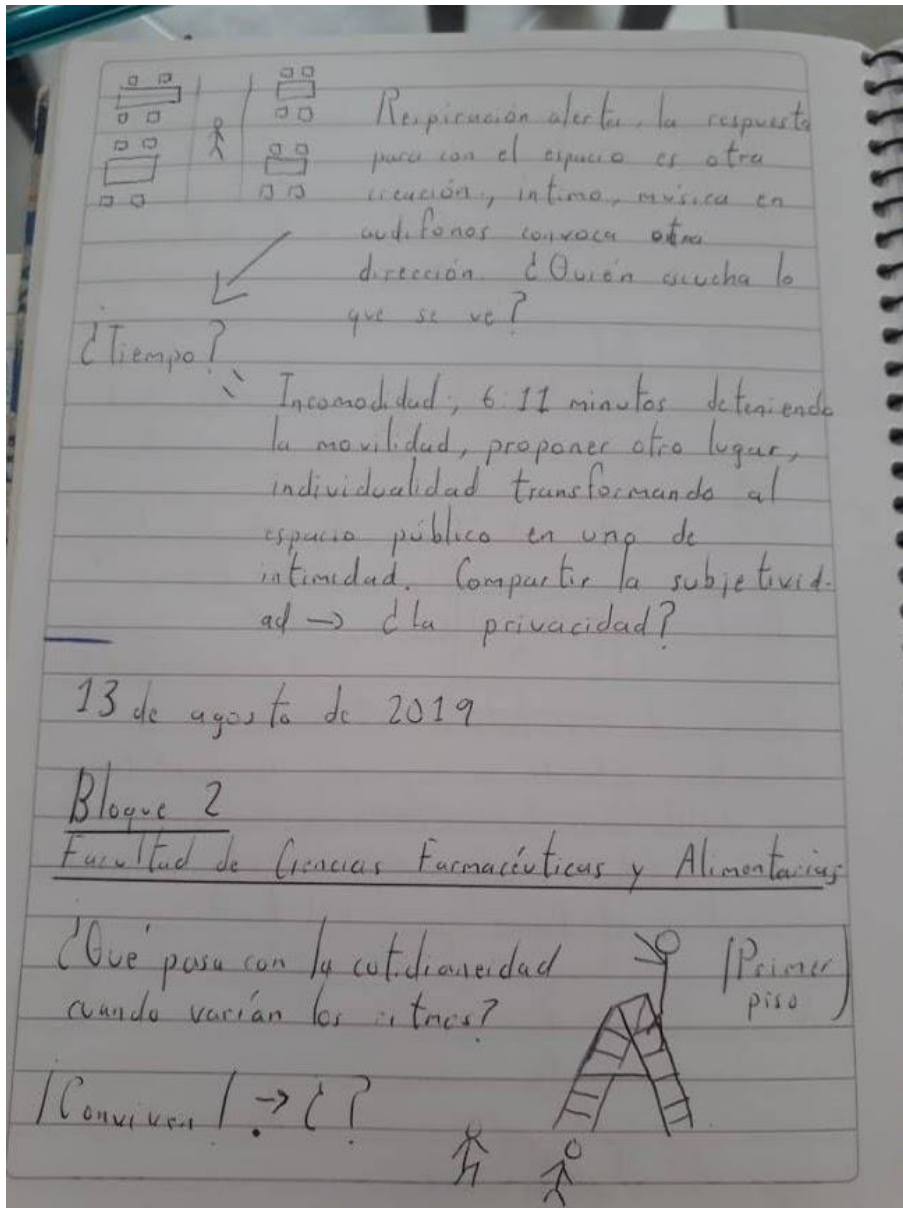 Respiración alerta, la respuesta
para con el espacio es otra
creación, intimo, música en
audifonos convoca otra
dirección. ¿Quién escucha lo
que se ve?
¿Tiempo?
Incomodidad, 6:11 minutos deteniendo
la movilidad, proponer otro lugar,
individualidad transformando al
espacio público en uno de
intimidad. Compartir la subjetivid-
ad → ¿la privacidad?
13 de agosto de 2019
Bloque 2
Facultad de Ciencias Farmacéuticas y Alimentarias
¿Qué pasa con la cotidianeidad
(Primer
piso)
cuando varían los ritmos?
/Conviven/ → ¿?